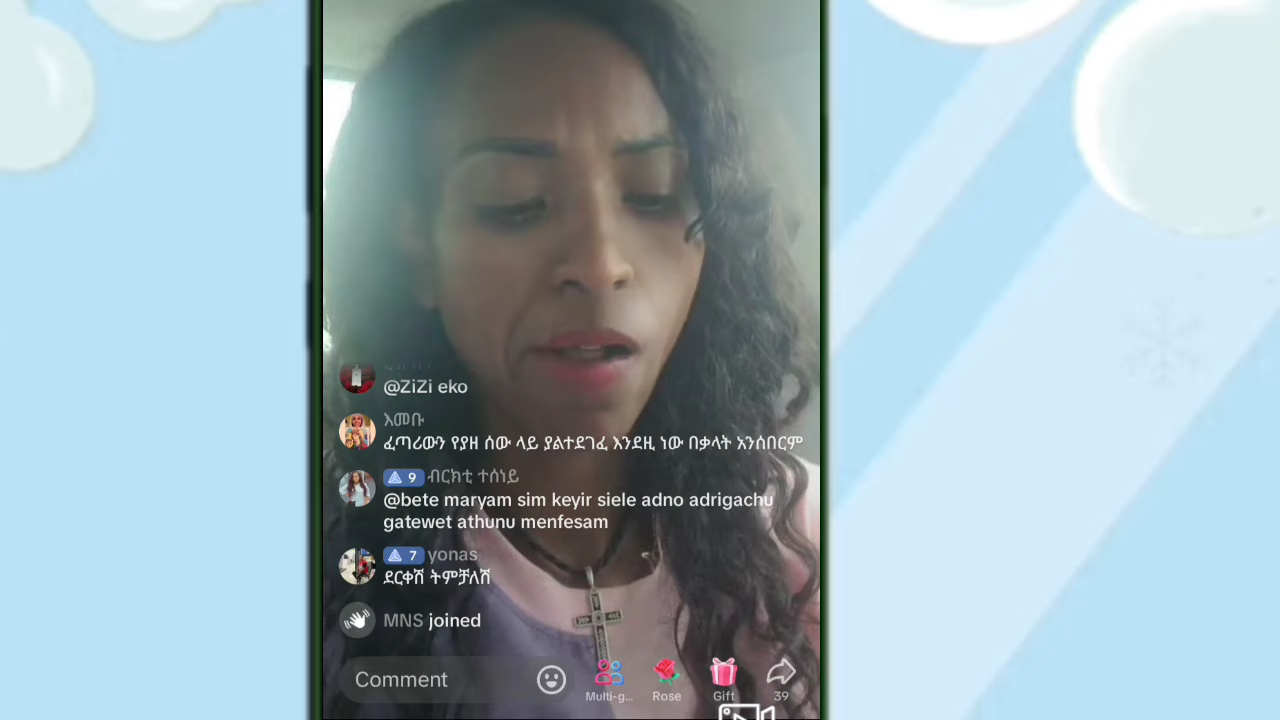 @ZiZi eko
እመቡ
ፈጣሪውን የያዘ ሰው ላይ ያልተደገፈ እንደዚ ነው በቃላት አንሰበርም
9 ብርክቲ ተሰነይ
@bete maryam sim keyir siele adno adrigachu
gatewet athunu menfesam
7 yonas
ደርቀሽ ትምቻለሽ
MNS joined
Comment
Multi-g...
Rose
Gift
39